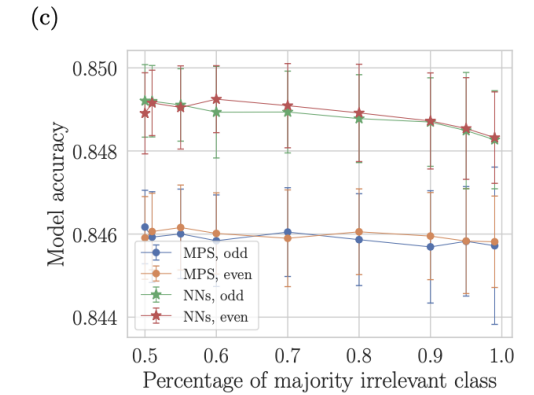 (c)
0.850
0.848
0.846
0.844
Model accuracy
MPS, odd
MPS, even
NNs, odd
NNs, even
0.5 0.6 0.7 0.8 0.9 1.0
Percentage of majority irrelevant class